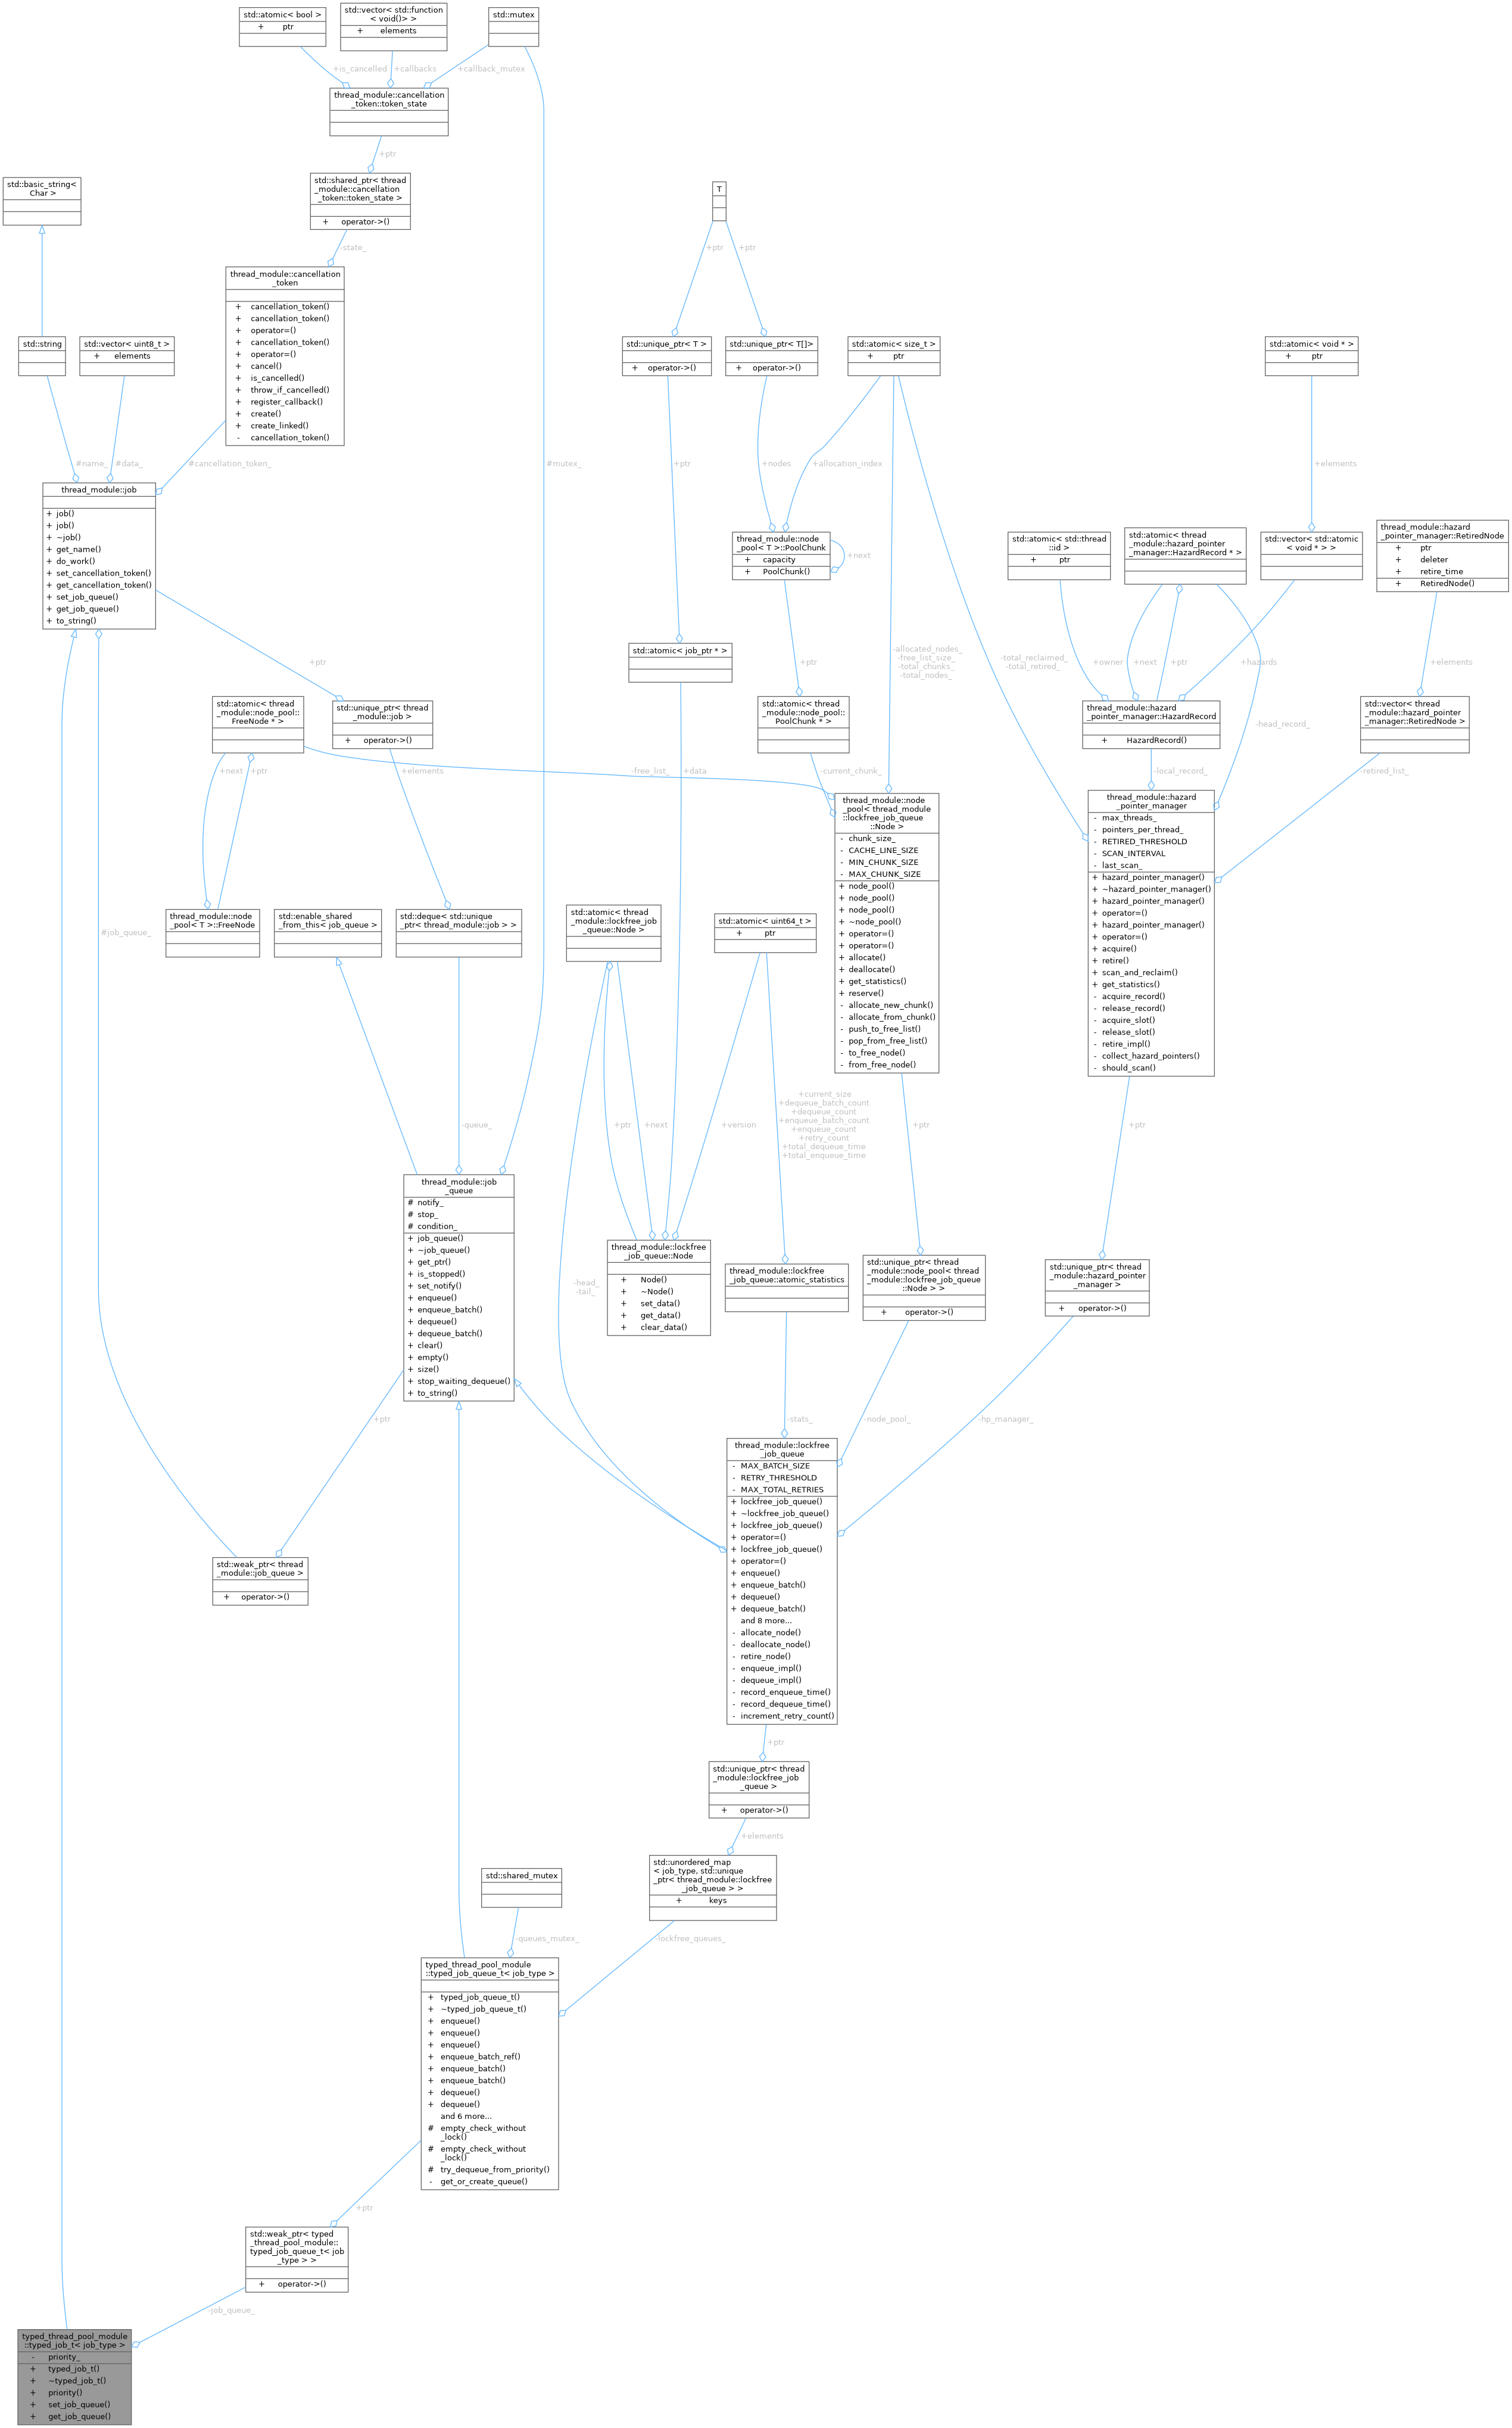 std::atomic< bool >
+ ptr
std::vector< std::function
< void()> >
+ elements
std::mutex
+is_cancelled
+callbacks
+callback_mutex
thread_module::cancellation
_token::token_state
+ptr
std::basic_string<
Char >
std::shared_ptr< thread
_module::cancellation
_token::token_state >
+ operator->()
T
-state_
+ptr
+ptr
thread_module::cancellation
_token
+ cancellation_token()
+ cancellation_token()
+ operator=()
+ cancellation_token()
+ operator=()
+ cancel()
+ is_cancelled()
+ throw_if_cancelled()
+ register_callback()
+ create()
+ create_linked()
- cancellation_token()
std::string
std::vector< uint8_t >
+ elements
std::unique_ptr< T >
+ operator->()
std::unique_ptr< T[]>
+ operator->()
std::atomic< size_t >
+ ptr
std::atomic< void * >
+ ptr
#name_
#data_
#cancellation_token_
#mutex_
+ptr
+nodes
+allocation_index
+elements
thread_module::job
+ job()
+ job()
+ ~job()
+ get_name()
+ do_work()
+ set_cancellation_token()
+ get_cancellation_token()
+ set_job_queue()
+ get_job_queue()
+ to_string()
thread_module::node
_pool< T >::PoolChunk
+ capacity
+ PoolChunk()
+next
std::atomic< std::thread
::id >
+ ptr
std::atomic< thread
_module::hazard_pointer
_manager::HazardRecord * >
std::vector< std::atomic
< void * > >
thread_module::hazard
_pointer_manager::RetiredNode
+ ptr
+ deleter
+ retire_time
+ RetiredNode()
std::atomic< job_ptr * >
+ptr
+ptr
-allocated_nodes_
-free_list_size_
-total_chunks_
-total_nodes_
-total_reclaimed_
-total_retired_
+owner
+next
+ptr
+hazards
+elements
std::atomic< thread
_module::node_pool::
FreeNode * >
std::unique_ptr< thread
_module::job >
+ operator->()
std::atomic< thread
_module::node_pool::
PoolChunk * >
thread_module::hazard
_pointer_manager::HazardRecord
+ HazardRecord()
-head_record_
std::vector< thread
_module::hazard_pointer
_manager::RetiredNode >
+next
+ptr
+elements
-free_list_
+data
-current_chunk_
-local_record_
-retired_list_
thread_module::node
_pool< thread_module
::lockfree_job_queue
::Node >
- chunk_size_
- CACHE_LINE_SIZE
- MIN_CHUNK_SIZE
- MAX_CHUNK_SIZE
+ node_pool()
+ node_pool()
+ node_pool()
+ ~node_pool()
+ operator=()
+ operator=()
+ allocate()
+ deallocate()
+ get_statistics()
+ reserve()
- allocate_new_chunk()
- allocate_from_chunk()
- push_to_free_list()
- pop_from_free_list()
- to_free_node()
- from_free_node()
thread_module::hazard
_pointer_manager
- max_threads_
- pointers_per_thread_
- RETIRED_THRESHOLD
- SCAN_INTERVAL
- last_scan_
+ hazard_pointer_manager()
+ ~hazard_pointer_manager()
+ hazard_pointer_manager()
+ operator=()
+ hazard_pointer_manager()
+ operator=()
+ acquire()
+ retire()
+ scan_and_reclaim()
+ get_statistics()
- acquire_record()
- release_record()
- acquire_slot()
- release_slot()
- retire_impl()
- collect_hazard_pointers()
- should_scan()
thread_module::node
_pool< T >::FreeNode
std::enable_shared
_from_this< job_queue >
std::deque< std::unique
_ptr< thread_module::job > >
std::atomic< thread
_module::lockfree_job
_queue::Node >
std::atomic< uint64_t >
+ ptr
#job_queue_
-queue_
+ptr
+next
+version
+current_size
+dequeue_batch_count
+dequeue_count
+enqueue_batch_count
+enqueue_count
+retry_count
+total_dequeue_time
+total_enqueue_time
+ptr
+ptr
thread_module::job
_queue
# notify_
# stop_
# condition_
+ job_queue()
+ ~job_queue()
+ get_ptr()
+ is_stopped()
+ set_notify()
+ enqueue()
+ enqueue_batch()
+ dequeue()
+ dequeue_batch()
+ clear()
+ empty()
+ size()
+ stop_waiting_dequeue()
+ to_string()
-head_
-tail_
thread_module::lockfree
_job_queue::Node
+ Node()
+ ~Node()
+ set_data()
+ get_data()
+ clear_data()
thread_module::lockfree
_job_queue::atomic_statistics
std::unique_ptr< thread
_module::node_pool< thread
_module::lockfree_job_queue
::Node > >
+ operator->()
std::unique_ptr< thread
_module::hazard_pointer
_manager >
+ operator->()
+ptr
-stats_
-node_pool_
-hp_manager_
thread_module::lockfree
_job_queue
- MAX_BATCH_SIZE
- RETRY_THRESHOLD
- MAX_TOTAL_RETRIES
+ lockfree_job_queue()
+ ~lockfree_job_queue()
+ lockfree_job_queue()
+ operator=()
+ lockfree_job_queue()
+ operator=()
+ enqueue()
+ enqueue_batch()
+ dequeue()
+ dequeue_batch()
and 8 more...
- allocate_node()
- deallocate_node()
- retire_node()
- enqueue_impl()
- dequeue_impl()
- record_enqueue_time()
- record_dequeue_time()
- increment_retry_count()
std::weak_ptr< thread
_module::job_queue >
+ operator->()
+ptr
std::unique_ptr< thread
_module::lockfree_job
_queue >
+ operator->()
+elements
std::unordered_map
< job_type, std::unique
_ptr< thread_module::lockfree
_job_queue > >
+ keys
std::shared_mutex
-queues_mutex_
-lockfree_queues_
typed_thread_pool_module
::typed_job_queue_t< job_type >
+ typed_job_queue_t()
+ ~typed_job_queue_t()
+ enqueue()
+ enqueue()
+ enqueue()
+ enqueue_batch_ref()
+ enqueue_batch()
+ enqueue_batch()
+ dequeue()
+ dequeue()
and 6 more...
# empty_check_without
_lock()
# empty_check_without
_lock()
# try_dequeue_from_priority()
- get_or_create_queue()
+ptr
std::weak_ptr< typed
_thread_pool_module::
typed_job_queue_t< job
_type > >
+ operator->()
-job_queue_
typed_thread_pool_module
::typed_job_t< job_type >
- priority_
+ typed_job_t()
+ ~typed_job_t()
+ priority()
+ set_job_queue()
+ get_job_queue()